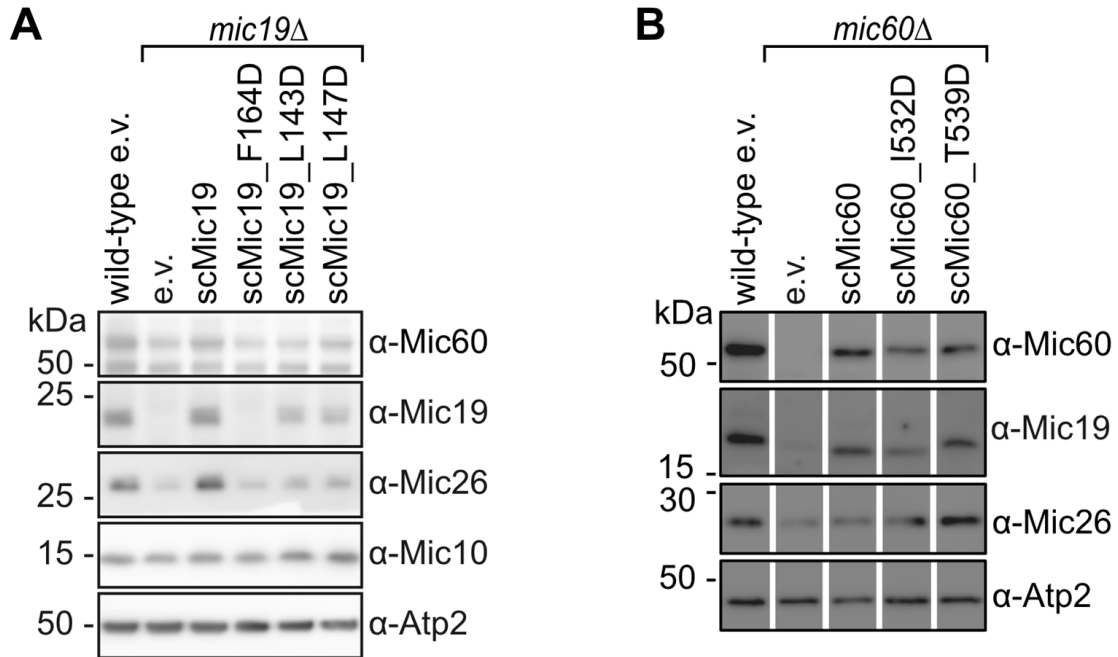 A
mic19Δ
wild-type e.v.
e.v.
scMic19
scMic19_F164D
scMic19_L143D
scMic19_L147D
kDa
50 -
α-Mic60
25 -
α-Mic19
25 -
α-Mic26
15 -
α-Mic10
50 -
α-Atp2
B
mic60Δ
wild-type e.v.
e.v.
scMic60
scMic60_I532D
scMic60_T539D
kDa
50 -
α-Mic60
α-Mic19
15 -
30 -
α-Mic26
50 -
α-Atp2